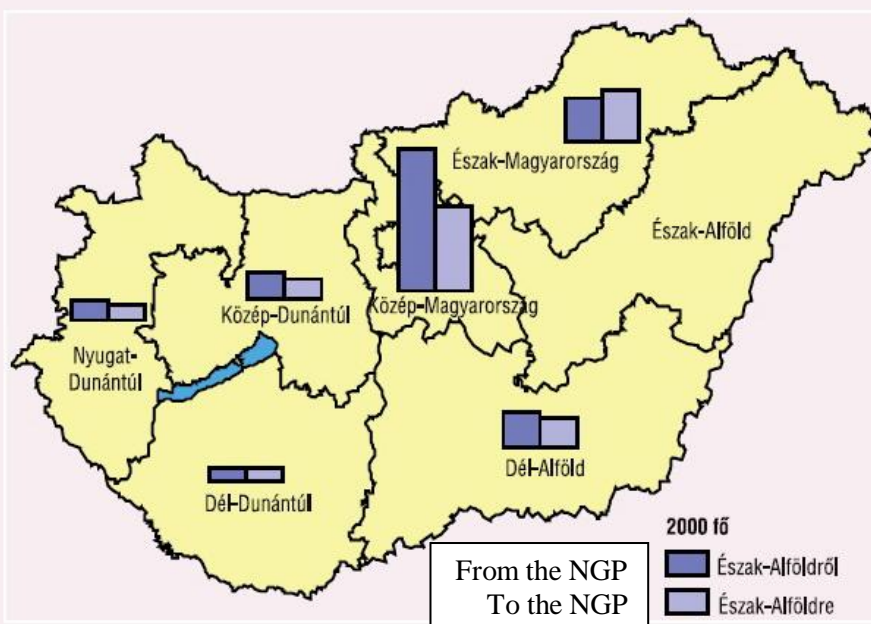 Észak-Magyarország
Észak-Alföld
Közép-Magyarország
Közép-Dunántúl
Nyugat-
Dunántúl
Dél-Alföld
Dél-Dunántúl
2000 fő
From the NGP
Észak-Alföldről
To the NGP
Észak-Alföldre